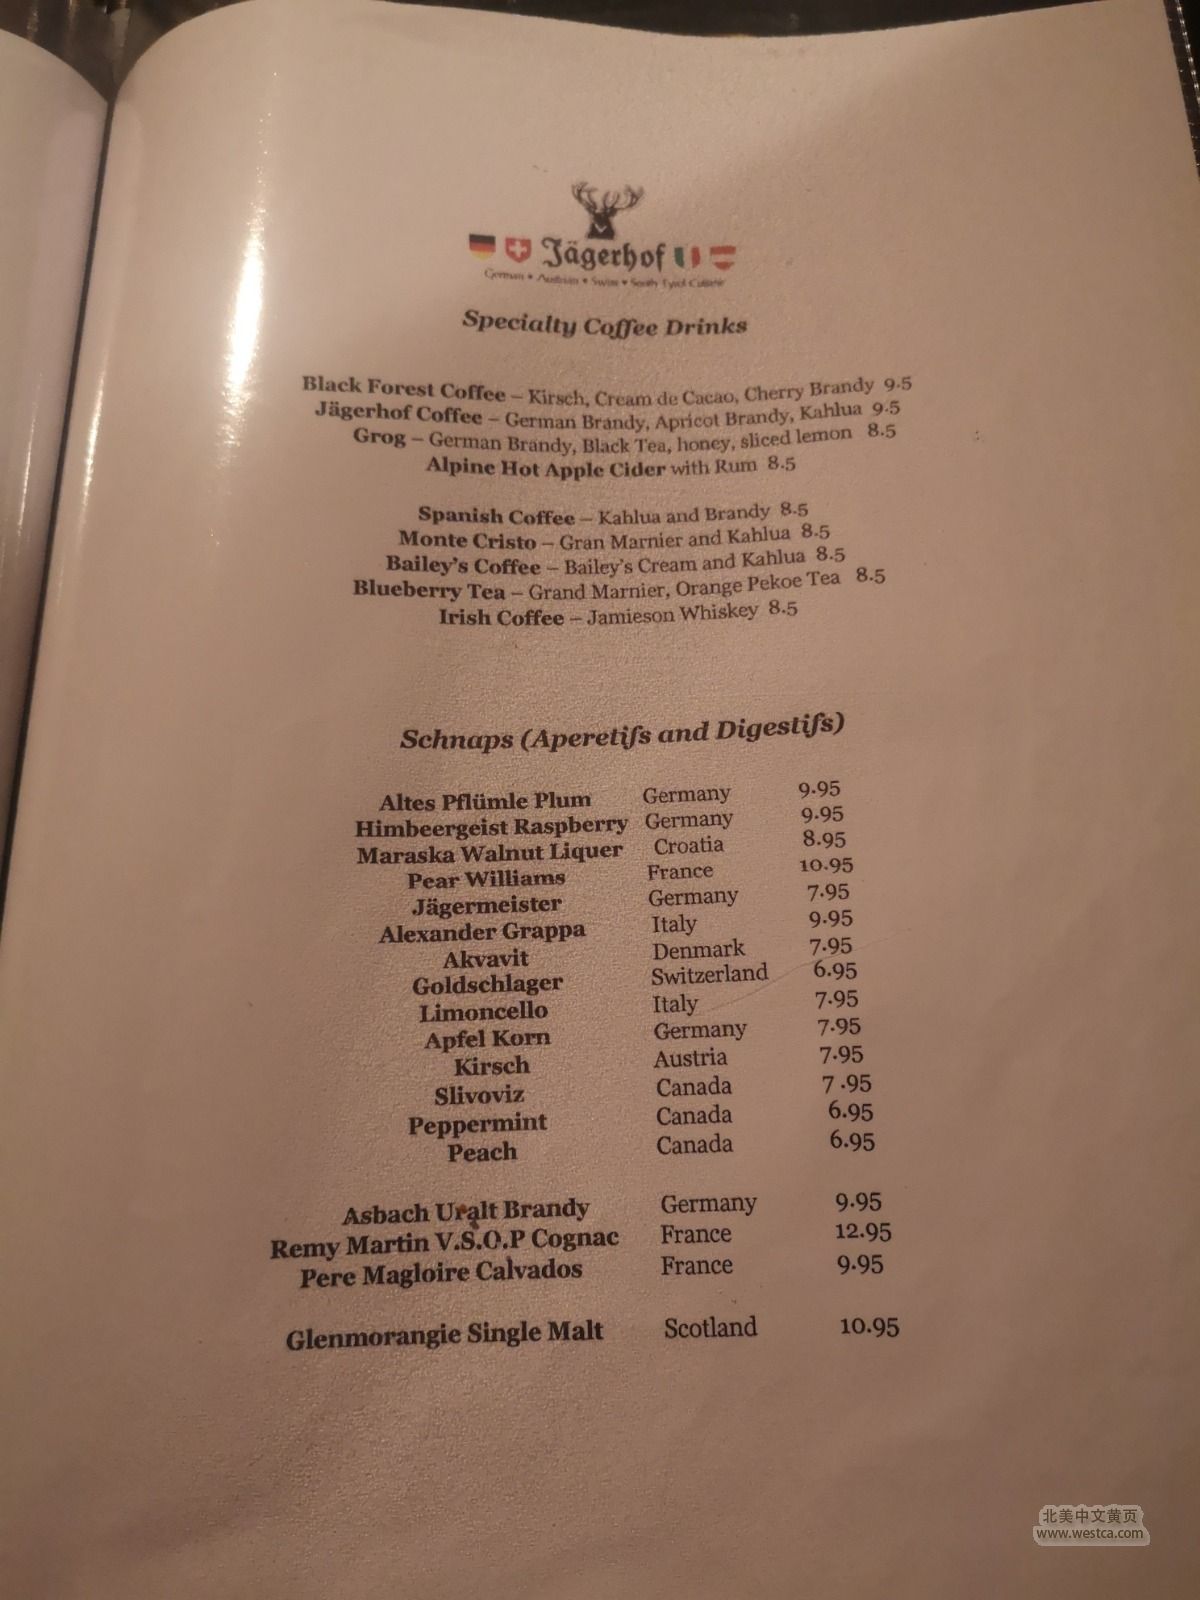 Jägerhof
German • Austrian • Swiss • South Tyrol Cuisine
Specialty Coffee Drinks
Black Forest Coffee – Kirsch, Cream de Cacao, Cherry Brandy 9.5
Jägerhof Coffee – German Brandy, Apricot Brandy, Kahlua 9.5
Grog – German Brandy, Black Tea, honey, sliced lemon 8.5
Alpine Hot Apple Cider with Rum 8.5
Spanish Coffee – Kahlua and Brandy 8.5
Monte Cristo – Gran Marnier and Kahlua 8.5
Bailey's Coffee – Bailey's Cream and Kahlua 8.5
Blueberry Tea – Grand Marnier, Orange Pekoe Tea 8.5
Irish Coffee – Jamieson Whiskey 8.5
Schnaps (Aperetifs and Digestifs)
Altes Pflümle Plum Germany 9.95
Himbeergeist Raspberry Germany 9.95
Maraska Walnut Liquer Croatia 8.95
Pear Williams France 10.95
Jägermeister Germany 7.95
Alexander Grappa Italy 9.95
Akvavit Denmark 7.95
Goldschlager Switzerland 6.95
Limoncello Italy 7.95
Apfel Korn Germany 7.95
Kirsch Austria 7.95
Slivoviz Canada 7.95
Peppermint Canada 6.95
Peach Canada 6.95
Asbach Uralt Brandy Germany 9.95
Remy Martin V.S.O.P Cognac France 12.95
Pere Magloire Calvados France 9.95
Glenmorangie Single Malt Scotland 10.95
北美中文黄页
www.westca.com